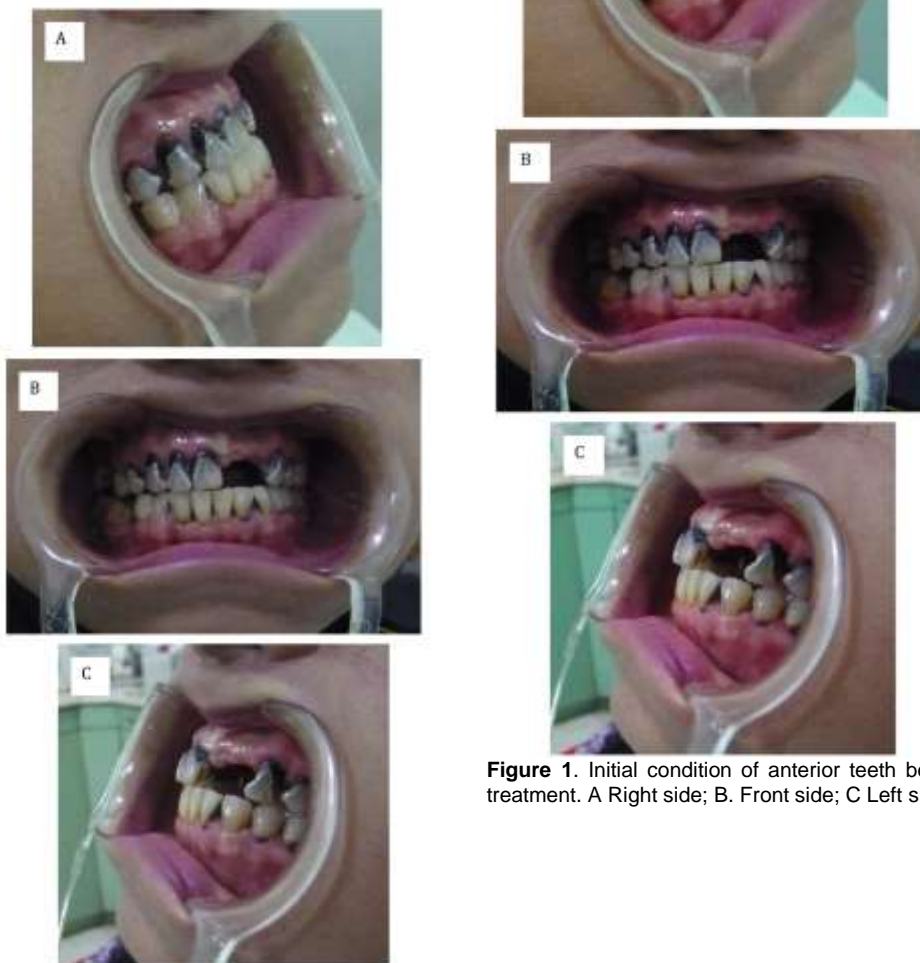 A
B
C
B
C
Figure 1. Initial condition of anterior teeth be
treatment. A Right side; B. Front side; C Left s